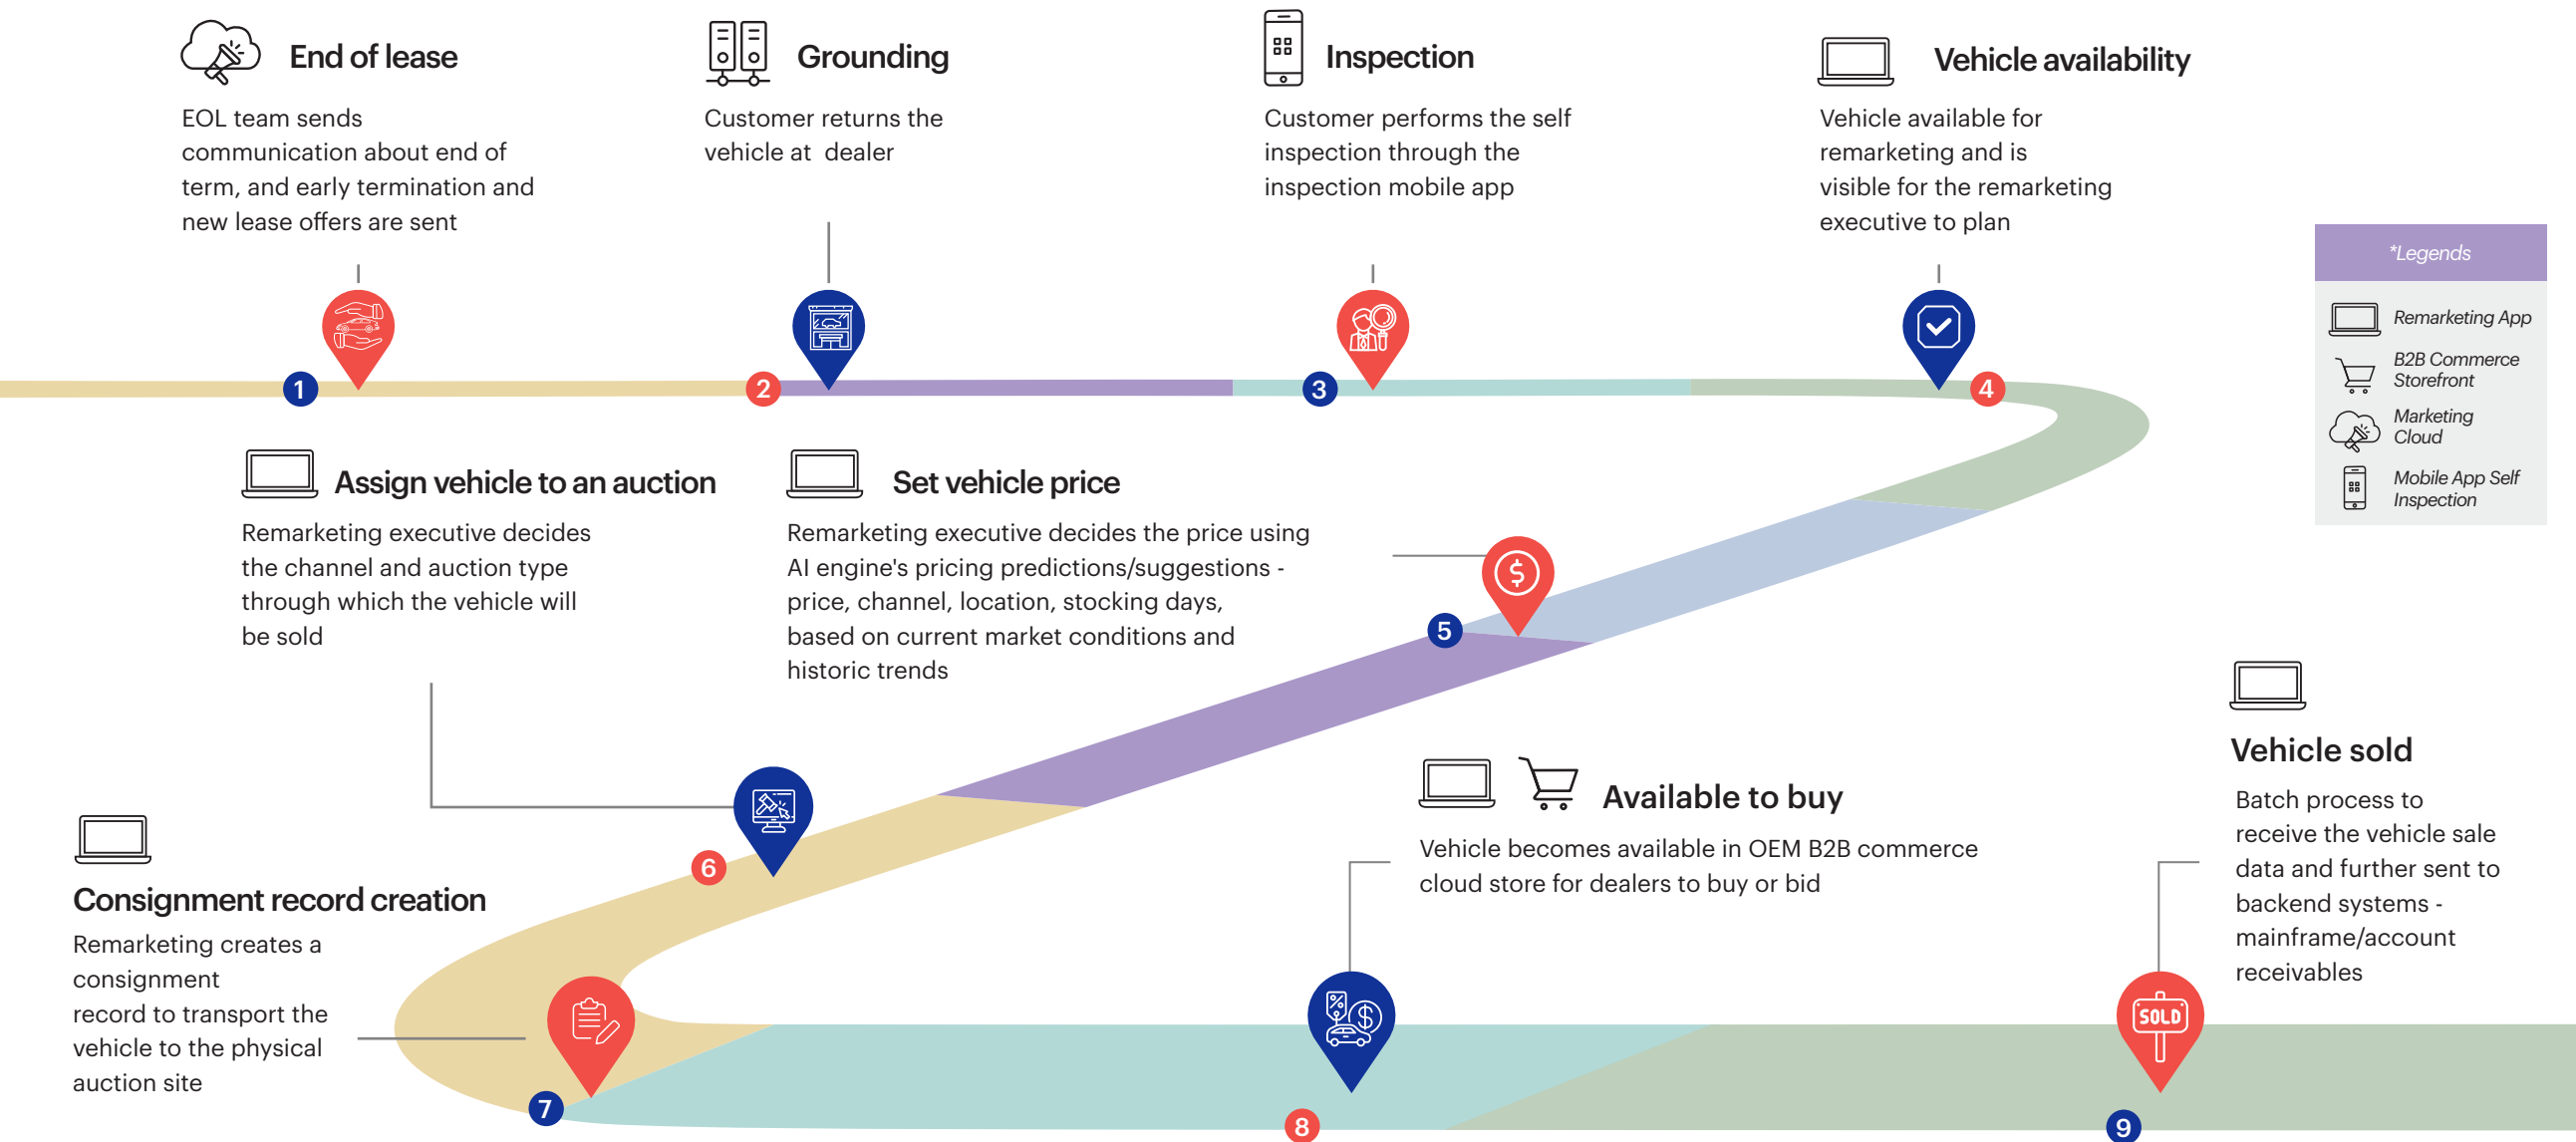 End of lease
EOL team sends
communication about end of
term, and early termination and
new lease offers are sent
Grounding
Customer returns the
vehicle at  dealer
Inspection
Customer performs the self
inspection through the
inspection mobile app
Vehicle availability
Vehicle available for
remarketing and is
visible for the remarketing
executive to plan
*Legends
Remarketing App
B2B Commerce
Storefront
Marketing
Cloud
Mobile App Self
Inspection
1
2
3
4
Assign vehicle to an auction
Remarketing executive decides
the channel and auction type
through which the vehicle will
be sold
Set vehicle price
Remarketing executive decides the price using
AI engine's pricing predictions/suggestions -
price, channel, location, stocking days,
based on current market conditions and
historic trends
$
5
6
Consignment record creation
Remarketing creates a
consignment
record to transport the
vehicle to the physical
auction site
7
Available to buy
Vehicle becomes available in OEM B2B commerce
cloud store for dealers to buy or bid
%
$
8
Vehicle sold
Batch process to
receive the vehicle sale
data and further sent to
backend systems -
mainframe/account
receivables
SOLD
9